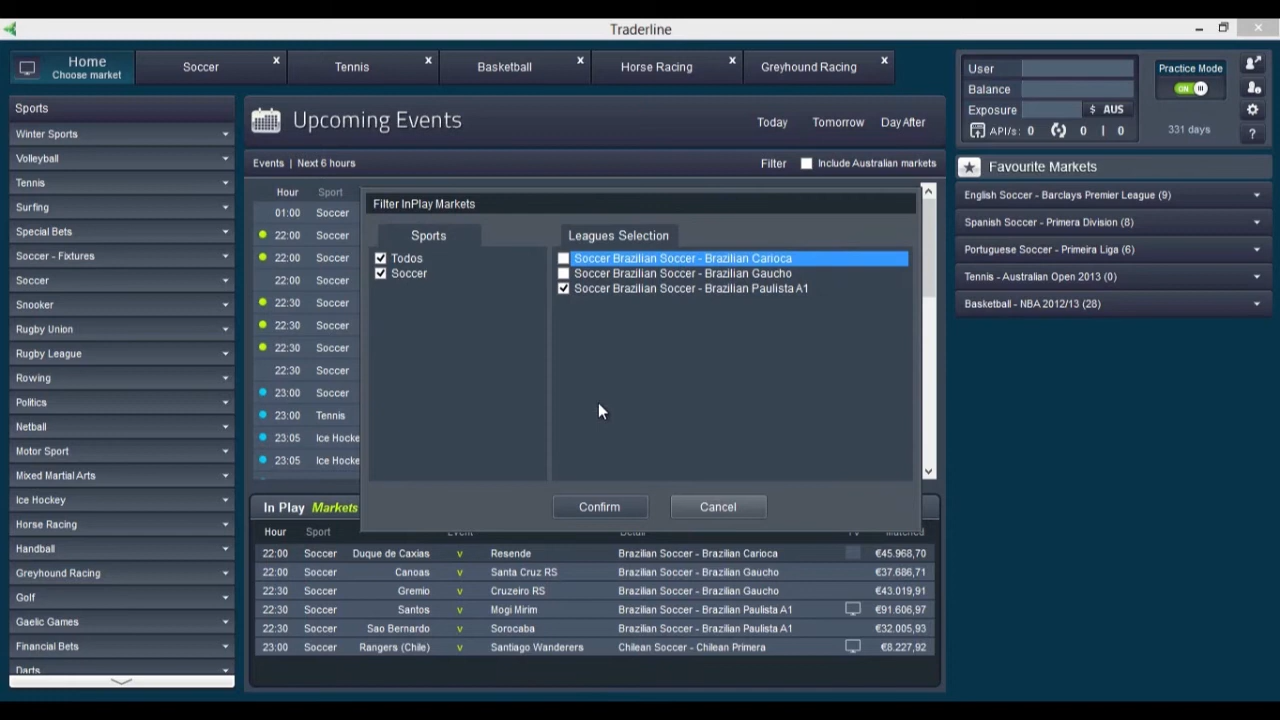 Traderline
Home
Choose market
Soccer
Tennis
Basketball
Horse Racing
Greyhound Racing
User
Balance
Exposure
$ AUS
API/s: 0 0 | 0
Practice Mode
ON
331 days
Sports
Winter Sports
Volleyball
Tennis
Surfing
Special Bets
Soccer - Fixtures
Soccer
Snooker
Rugby Union
Rugby League
Rowing
Politics
Netball
Motor Sport
Mixed Martial Arts
Ice Hockey
Horse Racing
Handball
Greyhound Racing
Golf
Gaelic Games
Financial Bets
Darts
Upcoming Events
Today Tomorrow Day After
Events | Next 6 hours
Filter Include Australian markets
Hour Sport
01:00 Soccer
22:00 Soccer
22:00 Soccer
22:00 Soccer
22:30 Soccer
22:30 Soccer
22:30 Soccer
22:30 Soccer
23:00 Soccer
23:00 Tennis
23:05 Ice Hocke
23:05 Ice Hocke
Filter InPlay Markets
Sports
Todos
Soccer
Leagues Selection
Soccer Brazilian Soccer - Brazilian Carioca
Soccer Brazilian Soccer - Brazilian Gaucho
Soccer Brazilian Soccer - Brazilian Paulista A1
Confirm
Cancel
In Play Markets
Hour Sport Event Detail TV Matched
22:00 Soccer Duque de Caxias v Resende Brazilian Soccer - Brazilian Carioca €45.968,70
22:00 Soccer Canoas v Santa Cruz RS Brazilian Soccer - Brazilian Gaucho €37.686,71
22:30 Soccer Gremio v Cruzeiro RS Brazilian Soccer - Brazilian Gaucho €43.019,91
22:30 Soccer Santos v Mogi Mirim Brazilian Soccer - Brazilian Paulista A1 €91.606,97
22:30 Soccer Sao Bernardo v Sorocaba Brazilian Soccer - Brazilian Paulista A1 €32.005,93
23:00 Soccer Rangers (Chile) v Santiago Wanderers Chilean Soccer - Chilean Primera €8.227,92
Favourite Markets
English Soccer - Barclays Premier League (9)
Spanish Soccer - Primera Division (8)
Portuguese Soccer - Primeira Liga (6)
Tennis - Australian Open 2013 (0)
Basketball - NBA 2012/13 (28)